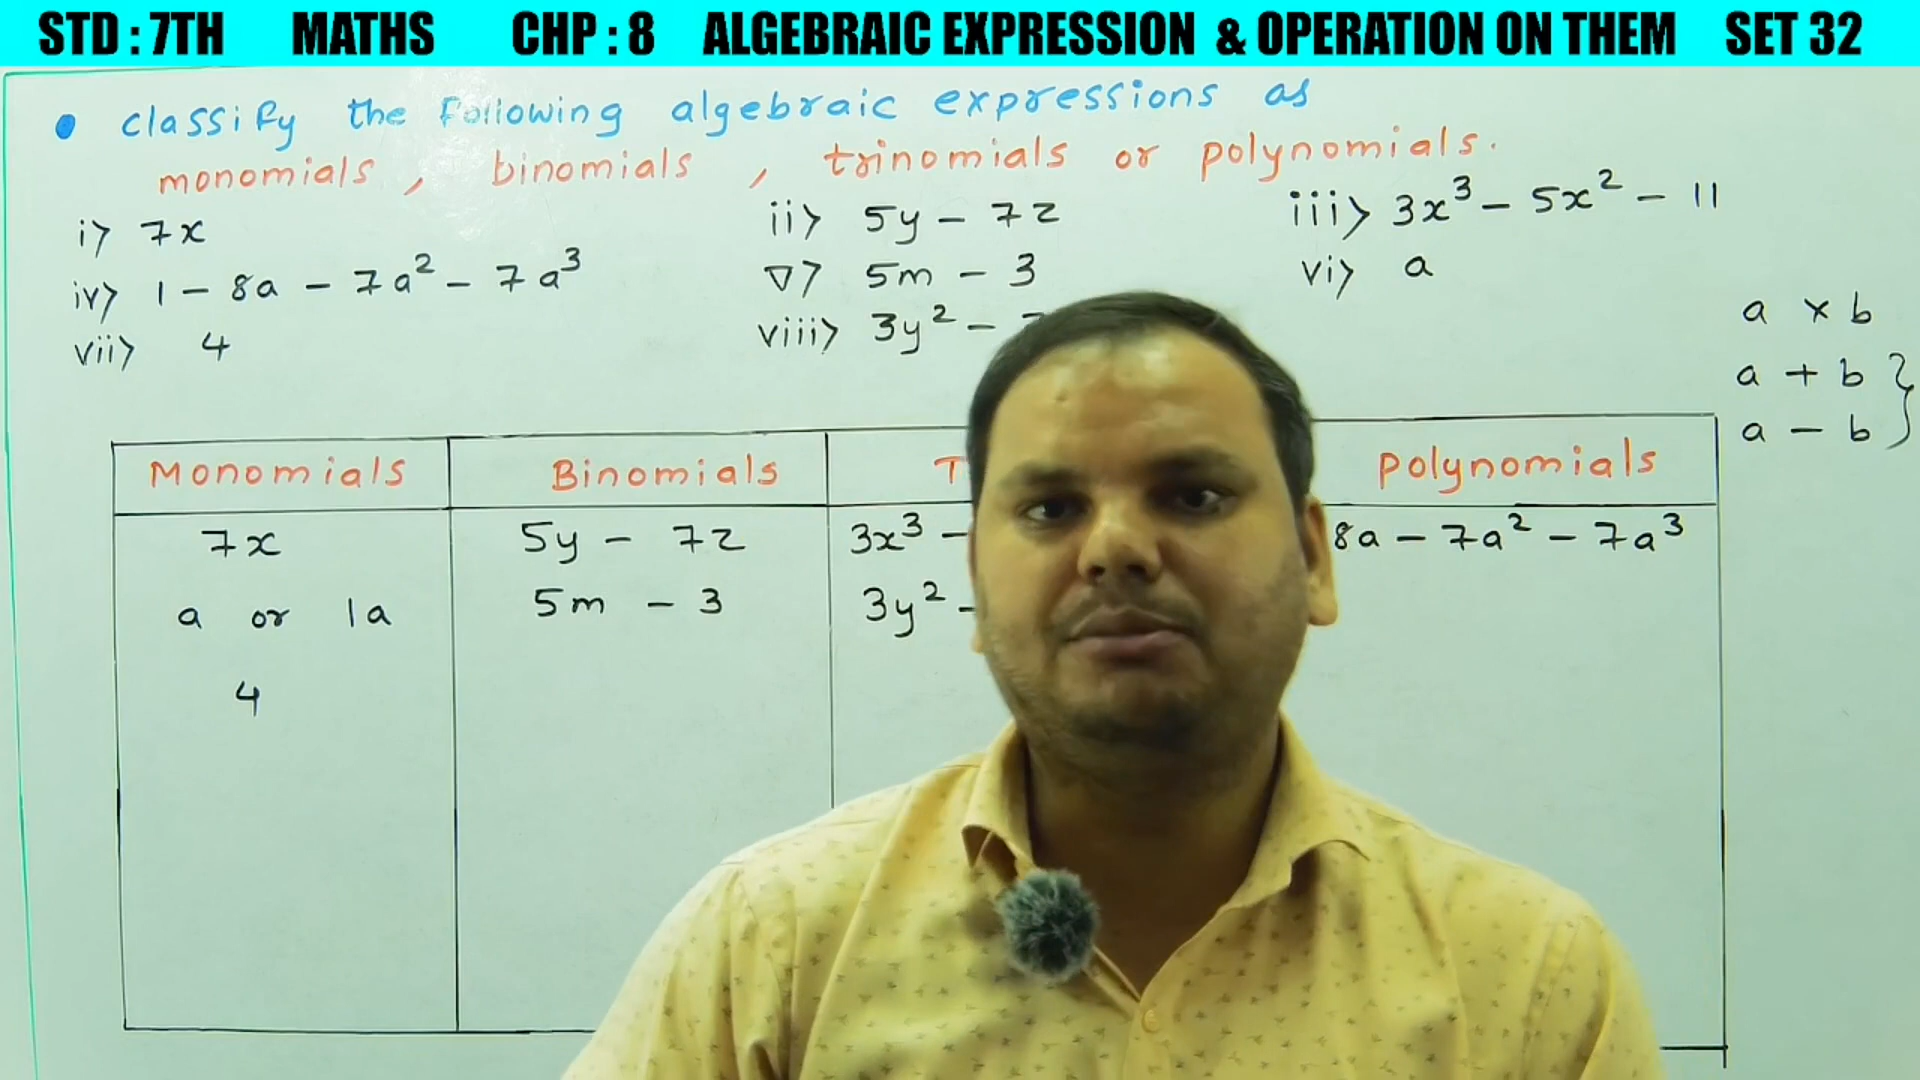 STD : 7TH MATHS CHP : 8 ALGEBRAIC EXPRESSION & OPERATION ON THEM SET 32
• classify the following algebraic expressions as
monomials , binomials , trinomials or polynomials.
i> 7x ii> 5y - 7z iii> 3x³ - 5x² - 11
iv> 1 - 8a - 7a² - 7a³ v> 5m - 3 vi> a
vii> 4 viii> 3y² -
a × b
a + b }
a - b
Monomials Binomials T Polynomials
7x 5y - 7z 3x³ - 8a - 7a² - 7a³
a or 1a 5m - 3 3y² -
4